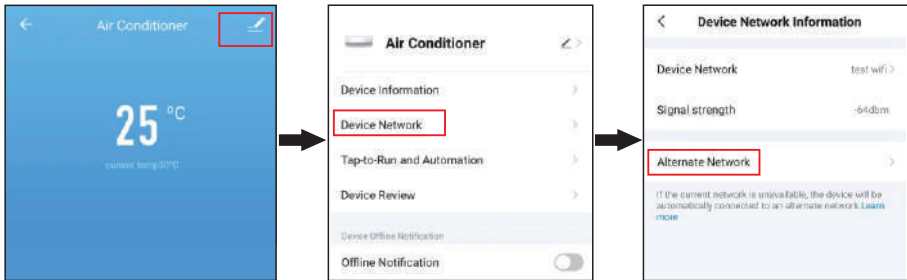 Air Conditioner
25 °C
current temp:30°C
Air Conditioner
Device Information
Device Network
Tap-to-Run and Automation
Device Review
Device Offline Notification
Offline Notification
Device Network Information
Device Network test wifi
Signal strength -64dbm
Alternate Network
If the current network is unavailable, the device will be
automatically connected to an alternate network.Learn
more